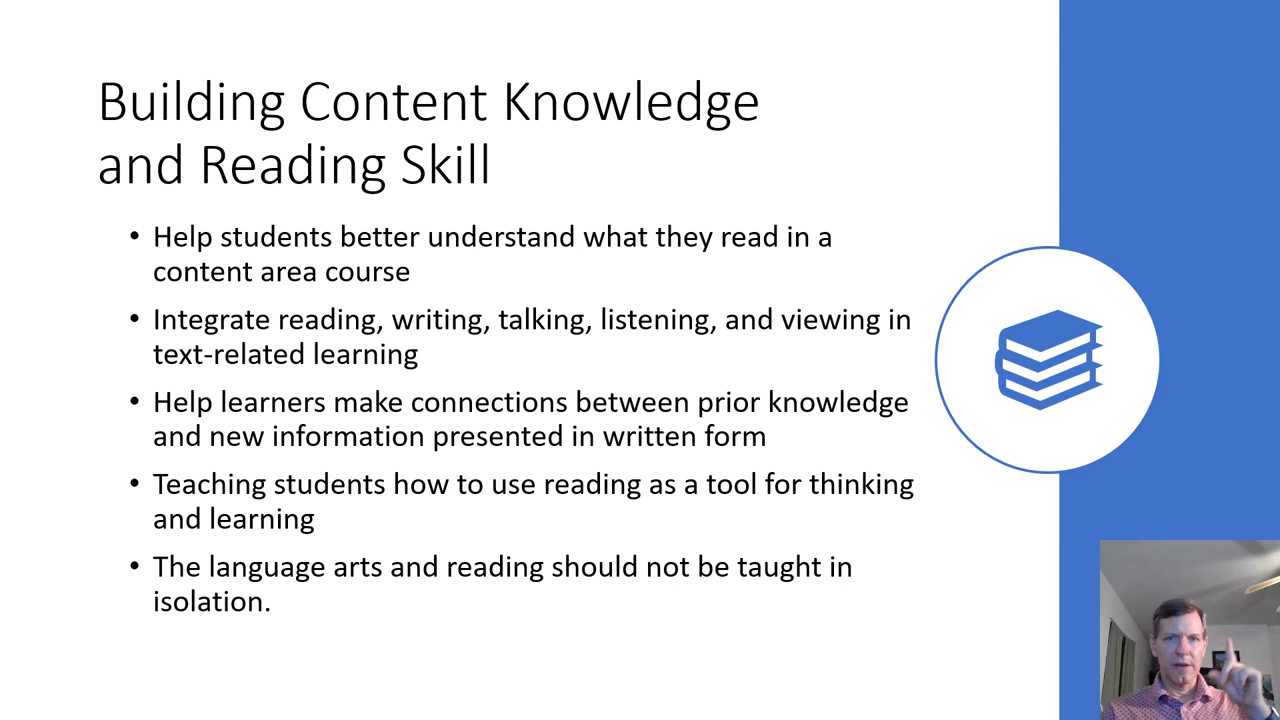 Building Content Knowledge
and Reading Skill
• Help students better understand what they read in a
content area course
• Integrate reading, writing, talking, listening, and viewing in
text-related learning
• Help learners make connections between prior knowledge
and new information presented in written form
• Teaching students how to use reading as a tool for thinking
and learning
• The language arts and reading should not be taught in
isolation.